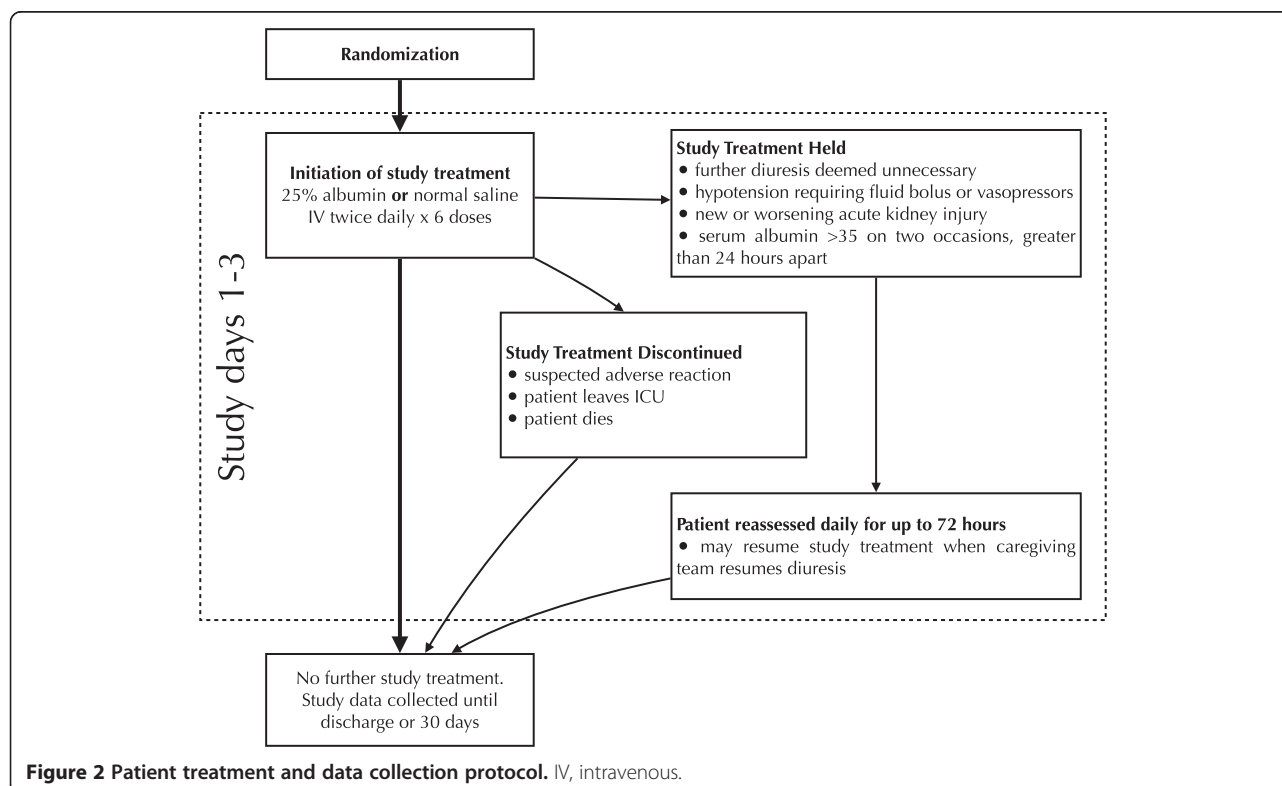 Randomization
Initiation of study treatment
25% albumin or normal saline
IV twice daily x 6 doses
Study Treatment Held
• further diuresis deemed unnecessary
• hypotension requiring fluid bolus or vasopressors
• new or worsening acute kidney injury
• serum albumin >35 on two occasions, greater
than 24 hours apart
Study days 1-3
Study Treatment Discontinued
• suspected adverse reaction
• patient leaves ICU
• patient dies
Patient reassessed daily for up to 72 hours
• may resume study treatment when caregiving
team resumes diuresis
No further study treatment.
Study data collected until
discharge or 30 days
Figure 2 Patient treatment and data collection protocol. IV, intravenous.